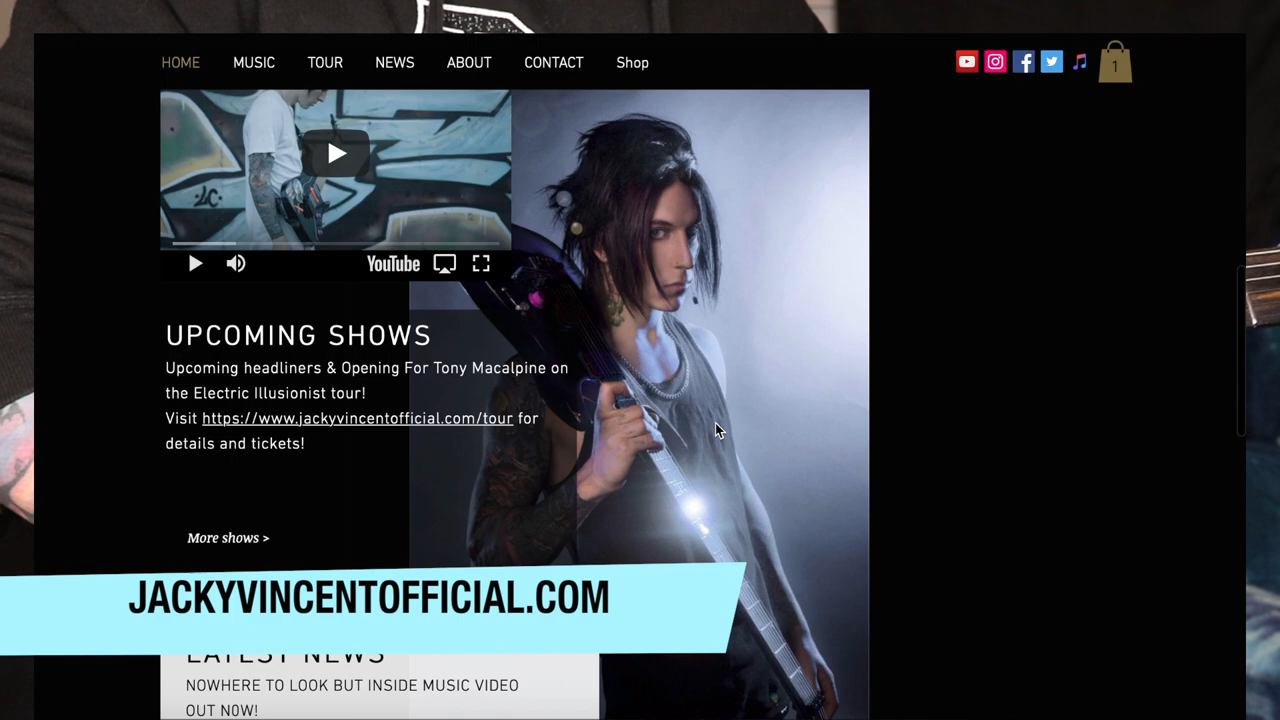 HOME MUSIC TOUR NEWS ABOUT CONTACT Shop
1
YouTube
UPCOMING SHOWS
Upcoming headliners & Opening For Tony Macalpine on
the Electric Illusionist tour!
Visit https://www.jackyvincentofficial.com/tour for
details and tickets!
More shows >
JACKYVINCENTOFFICIAL.COM
LATEST NEWS
NOWHERE TO LOOK BUT INSIDE MUSIC VIDEO
OUT NOW!